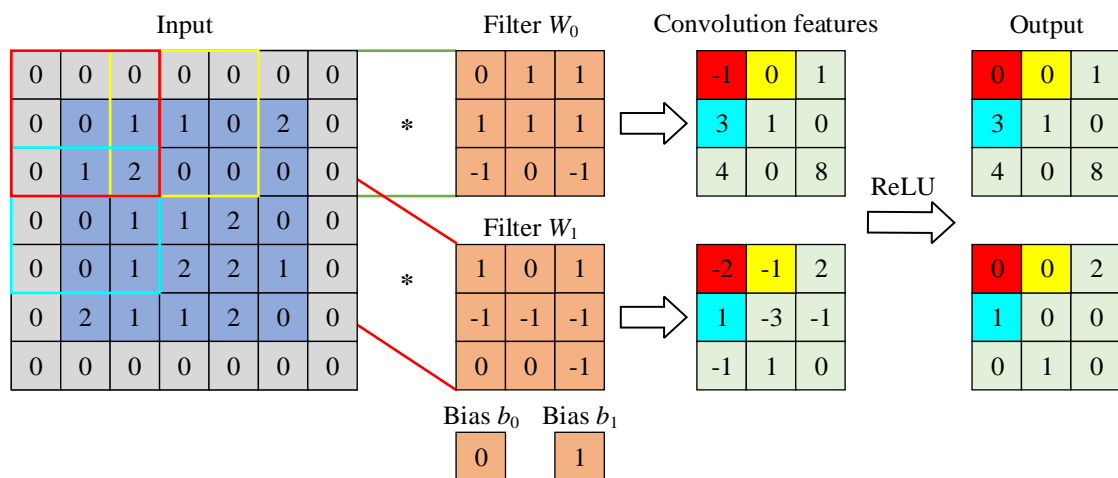 Input
Filter W0
Convolution features
Output
0 0 0 0 0 0 0
0 1 1
-1 0 1
0 0 1
0 0 1 1 0 2 0
*
1 1 1
3 1 0
3 1 0
0 1 2 0 0 0 0
-1 0 -1
4 0 8
4 0 8
ReLU
0 0 1 1 2 0 0
Filter W1
0 0 1 2 2 1 0
*
1 0 1
-2 -1 2
0 0 2
0 2 1 1 2 0 0
-1 -1 -1
1 -3 -1
1 0 0
0 0 0 0 0 0 0
0 0 -1
-1 1 0
0 1 0
Bias b0
Bias b1
0
1